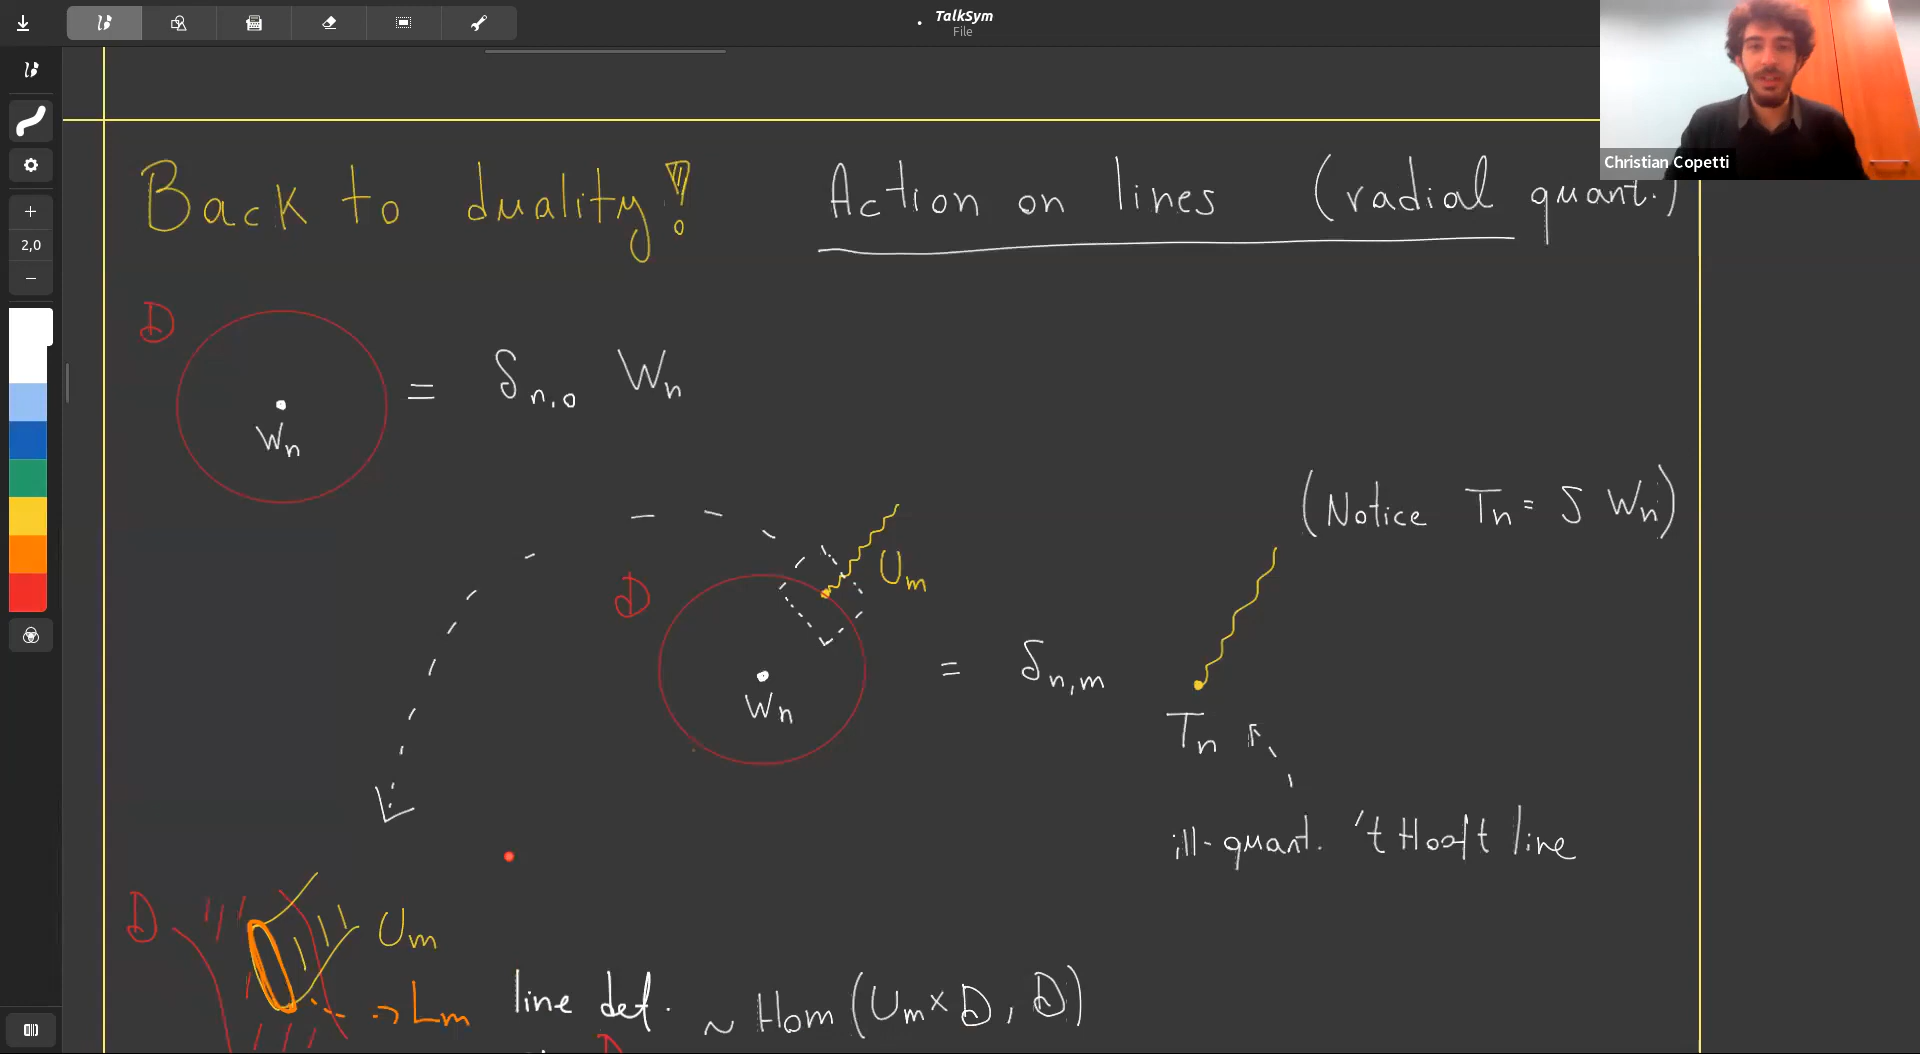 TalkSym
File
2,0
Christian Copetti
Back to duality! Action on lines (radial quant.)
D
Wn
= δn,0 Wn
D
Um
Wn
= δn,m
(Notice Tn = S Wn)
Tn
ill-quant. 't Hooft line
D
Um
→ Lm
line def. ~ Hom (Um × D, D)
D